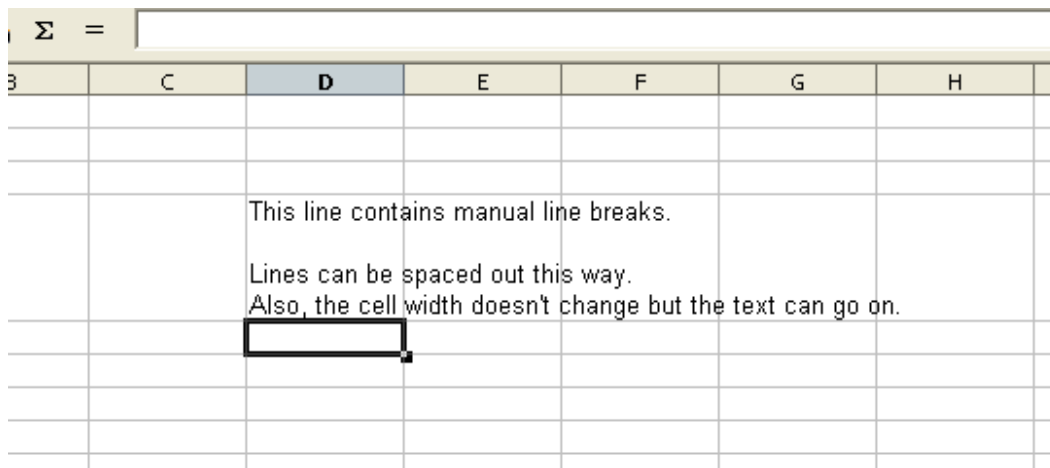 Σ =
B C D E F G H
This line contains manual line breaks.
Lines can be spaced out this way.
Also, the cell width doesn't change but the text can go on.